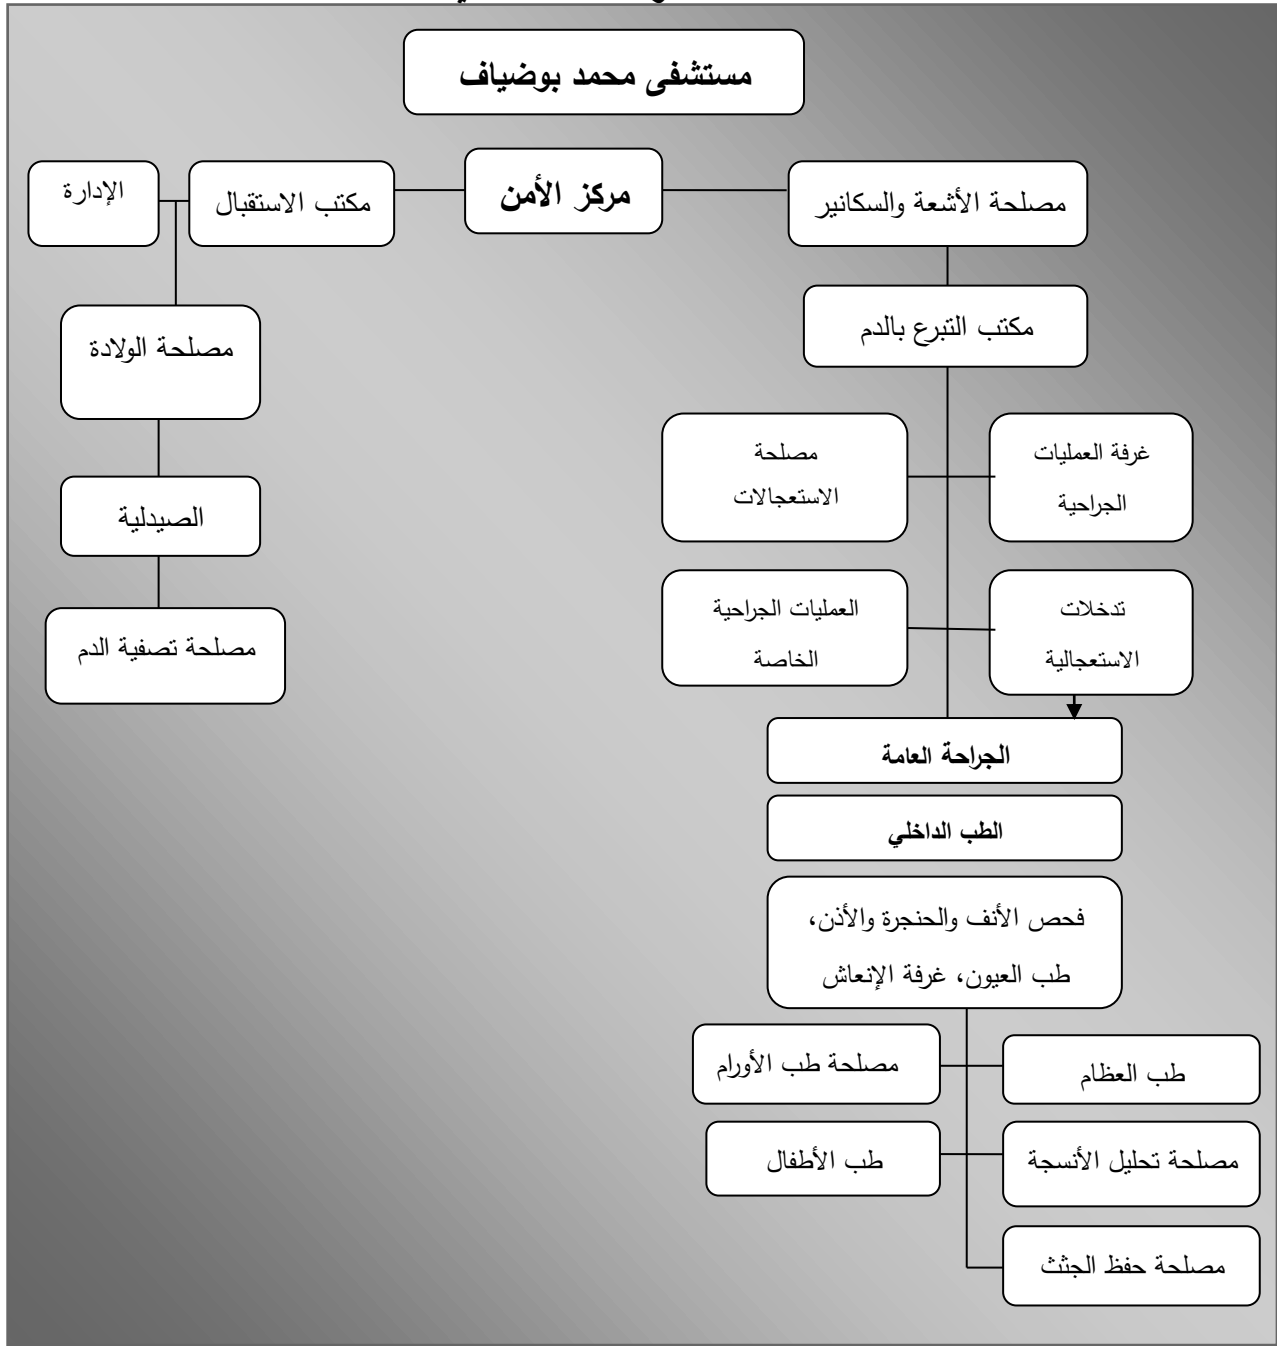 مستشفى محمد بوضياف
مصلحة الأشعة والسكانير
مركز الأمن
مكتب الاستقبال
الإدارة
مكتب التبرع بالدم
مصلحة الولادة
غرفة العمليات
الجراحية
مصلحة
الاستعجالات
الصيدلية
تدخلات
الاستعجالية
العمليات الجراحية
الخاصة
مصلحة تصفية الدم
الجراحة العامة
الطب الداخلي
فحص الأنف والحنجرة والأذن،
طب العيون، غرفة الإنعاش
طب العظام
مصلحة طب الأورام
مصلحة تحليل الأنسجة
طب الأطفال
مصلحة حفظ الجثث